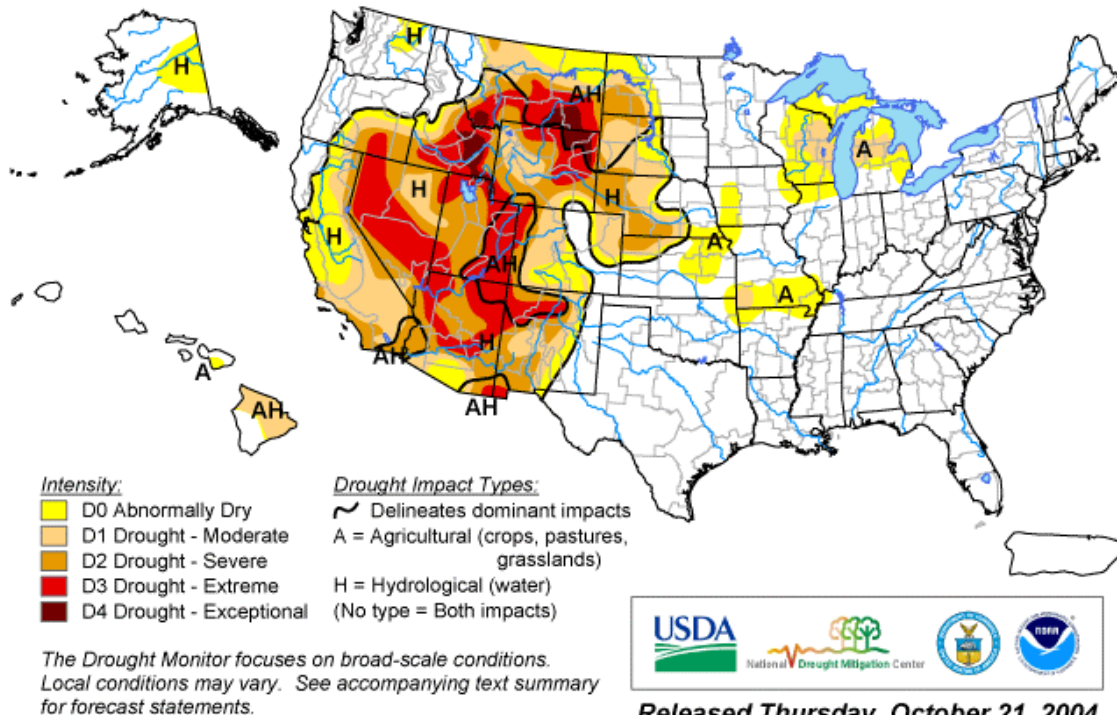 H
H
AH
A
H
H
A
H
AH
A
H
AH
A
AH
AH
Intensity:
D0 Abnormally Dry
D1 Drought - Moderate
D2 Drought - Severe
D3 Drought - Extreme
D4 Drought - Exceptional
Drought Impact Types:
Delineates dominant impacts
A = Agricultural (crops, pastures,
grasslands)
H = Hydrological (water)
(No type = Both impacts)
The Drought Monitor focuses on broad-scale conditions.
Local conditions may vary. See accompanying text summary
for forecast statements.
USDA
National Drought Mitigation Center
NOAA
Released Thursday, October 21, 2004